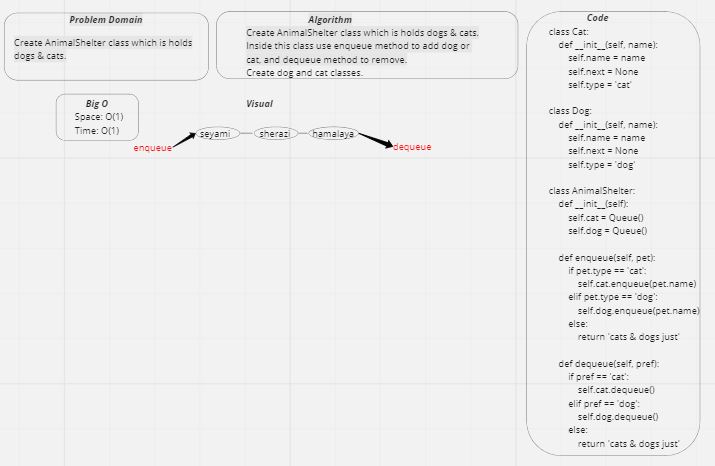 Problem Domain
Create AnimalShelter class which is holds
dogs & cats.
Algorithm
Create AnimalShelter class which is holds dogs & cats.
Inside this class use enqueue method to add dog or
cat, and dequeue method to remove.
Create dog and cat classes.
Big O
Space: O(1)
Time: O(1)
Visual
enqueue
seyami
sherazi
hamalaya
dequeue
Code
class Cat:
def __init__(self, name):
self.name = name
self.next = None
self.type = 'cat'
class Dog:
def __init__(self, name):
self.name = name
self.next = None
self.type = 'dog'
class AnimalShelter:
def __init__(self):
self.cat = Queue()
self.dog = Queue()
def enqueue(self, pet):
if pet.type == 'cat':
self.cat.enqueue(pet.name)
elif pet.type == 'dog':
self.dog.enqueue(pet.name)
else:
return 'cats & dogs just'
def dequeue(self, pref):
if pref == 'cat':
self.cat.dequeue()
elif pref == 'dog':
self.dog.dequeue()
else:
return 'cats & dogs just'